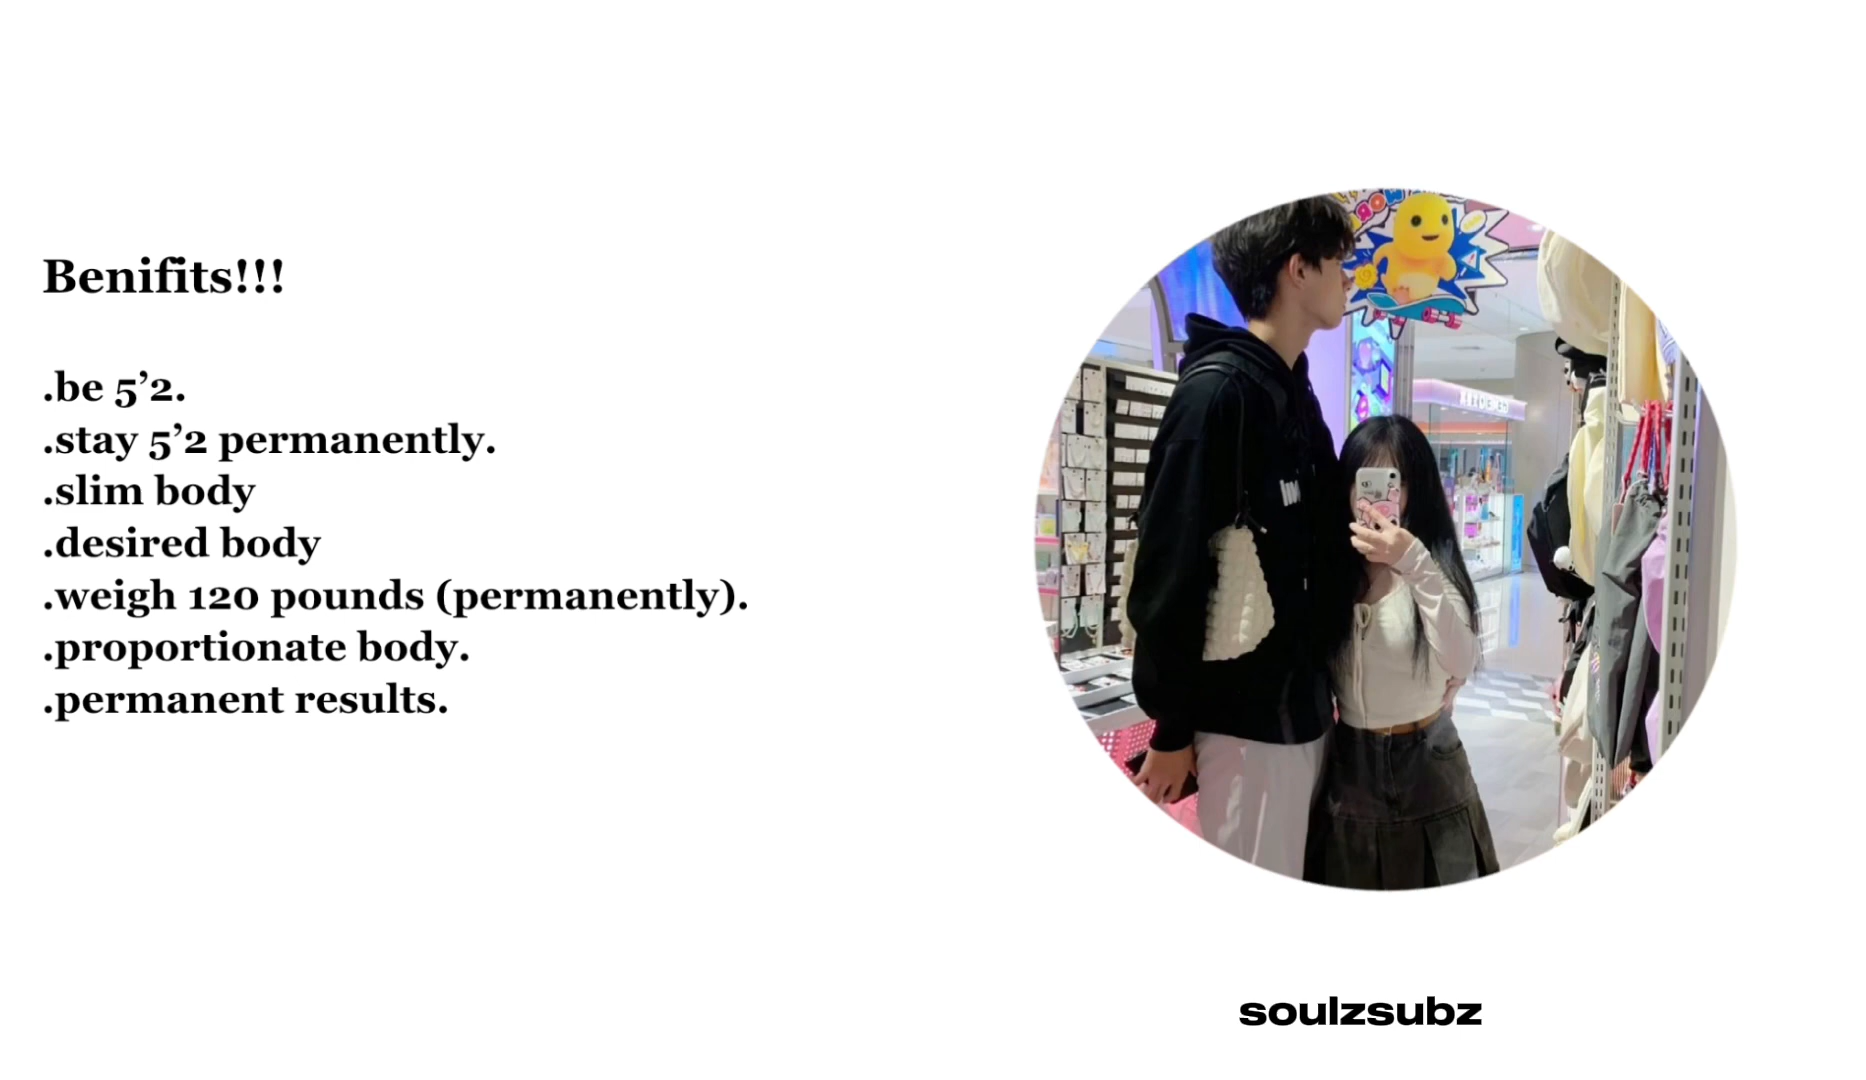 Benifits!!!
.be 5’2.
.stay 5’2 permanently.
.slim body
.desired body
.weigh 120 pounds (permanently).
.proportionate body.
.permanent results.
soulzsubz